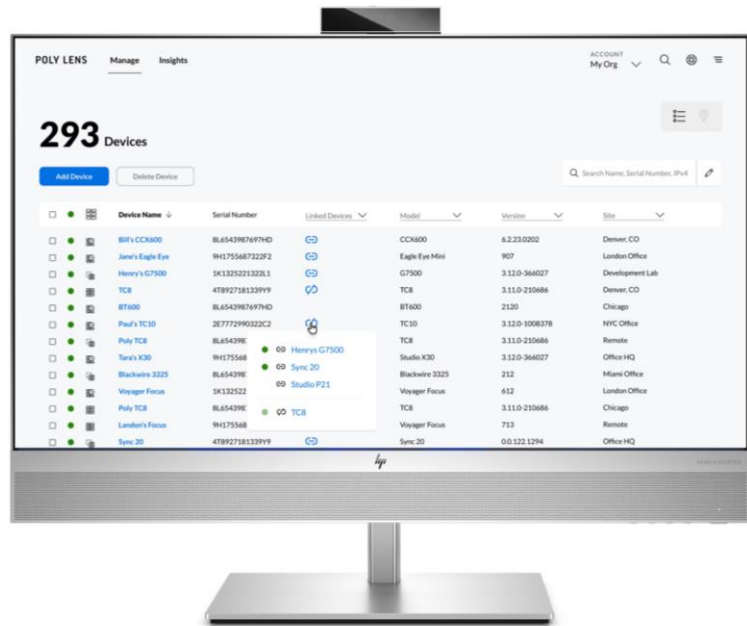 POLY LENS Manage Insights ACCOUNT
My Org
293 Devices
Add Device Delete Device Search Name, Serial Number, IPv4
Device Name Serial Number Linked Devices Model Version Site
Bill's CCX600 8L6543987697HD CCX600 6.2.23.0202 Denver, CO
Jane's Eagle Eye 9H1755687322F2 Eagle Eye Mini 907 London Office
Henry's G7500 1K1325221322L1 G7500 3.12.0-366027 Development Lab
TC8 4T8927181339Y9 TC8 3.11.0-210686 Denver, CO
BT600 8L6543987697HD BT600 2120 Chicago
Paul's TC10 2E7772990322C2 TC10 3.12.0-1008378 NYC Office
Poly TC8 8L654398 TC8 3.11.0-210686 Remote
Henrys G7500
Tara's X30 9H175568 Studio X30 3.12.0-366027 Office HQ
Sync 20
Blackwire 3325 8L654398 Blackwire 3325 212 Miami Office
Studio P21
Voyager Focus 1K132522 Voyager Focus 612 London Office
Poly TC8 8L654398 TC8 3.11.0-210686 Chicago
TC8
Landon's Focus 9H175568 Voyager Focus 713 Remote
Sync 20 4T8927181339Y9 Sync 20 0.0.122.1294 Office HQ
hp